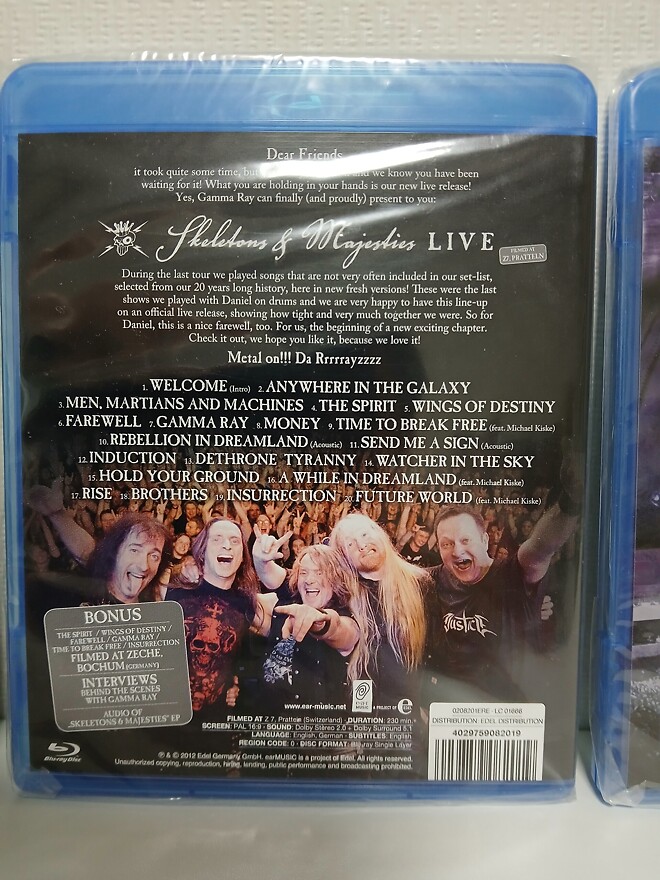 Dear Friends
it took quite some time, but and we know you have been
waiting for it! What you are holding in your hands is our new live release!
Yes, Gamma Ray can finally (and proudly) present to you:
Skeletons & Majesties LIVE
FILMED AT
Z7, PRATTELN
During the last tour we played songs that are not very often included in our set-list,
selected from our 20 years long history, here in new fresh versions! These were the last
shows we played with Daniel on drums and we are very happy to have this line-up
on an official live release, showing how tight and very much together we were. So for
Daniel, this is a nice farewell, too. For us, the beginning of a new exciting chapter.
Check it out, we hope you like it, because we love it!
Metal on!!! Da Rrrrrayzzzz
1. WELCOME (Intro) 2. ANYWHERE IN THE GALAXY
3. MEN, MARTIANS AND MACHINES 4. THE SPIRIT 5. WINGS OF DESTINY
6. FAREWELL 7. GAMMA RAY 8. MONEY 9. TIME TO BREAK FREE (feat. Michael Kiske)
10. REBELLION IN DREAMLAND (Acoustic) 11. SEND ME A SIGN (Acoustic)
12. INDUCTION 13. DETHRONE TYRANNY 14. WATCHER IN THE SKY
15. HOLD YOUR GROUND 16. A WHILE IN DREAMLAND (feat. Michael Kiske)
17. RISE 18. BROTHERS 19. INSURRECTION 20. FUTURE WORLD (feat. Michael Kiske)
JUSTICE
BONUS
THE SPIRIT / WINGS OF DESTINY /
FAREWELL / GAMMA RAY /
TIME TO BREAK FREE / INSURRECTION
FILMED AT ZECHE,
BOCHUM (GERMANY)
INTERVIEWS
BEHIND THE SCENES
WITH GAMMA RAY
AUDIO OF
"SKELETONS & MAJESTIES" EP
www.ear-music.net
A PROJECT OF
FILMED AT Z 7, Pratteln (Switzerland) · DURATION: 230 min.
SCREEN: PAL 16:9 · SOUND: Dolby Stereo 2.0 + Dolby Surround 5.1
LANGUAGE: English, German · SUBTITLES: English
REGION CODE: 0 · DISC FORMAT: Blu-ray Single Layer
℗ & © 2012 Edel Germany GmbH. earMUSIC is a project of Edel. All rights reserved.
Unauthorized copying, reproduction, hiring, lending, public performance and broadcasting prohibited.
Blu-ray Disc
0208201ERE · LC 01666
DISTRIBUTION: EDEL DISTRIBUTION
4029759082019